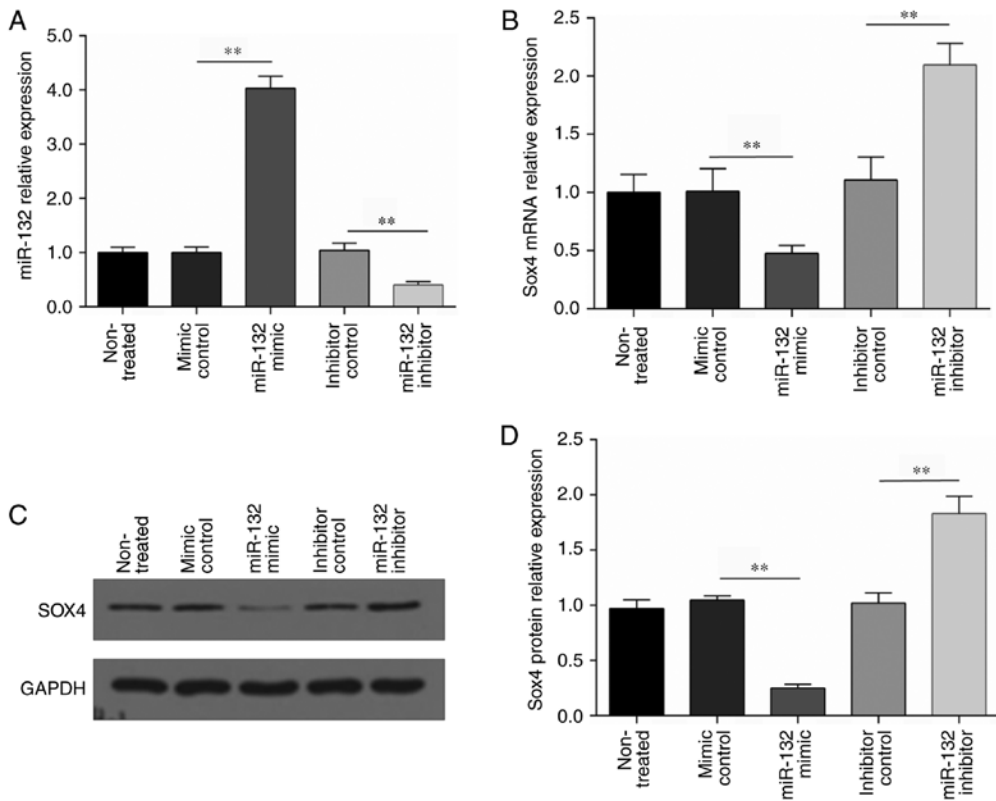 A
miR-132 relative expression
5.0
4.0
3.0
2.0
1.0
0.0
**
**
Non-
treated
Mimic
control
miR-132
mimic
Inhibitor
control
miR-132
inhibitor
B
Sox4 mRNA relative expression
2.5
2.0
1.5
1.0
0.5
0.0
**
**
Non-
treated
Mimic
control
miR-132
mimic
Inhibitor
control
miR-132
inhibitor
C
Non-
treated
Mimic
control
miR-132
mimic
Inhibitor
control
miR-132
inhibitor
SOX4
GAPDH
D
Sox4 protein relative expression
2.5
2.0
1.5
1.0
0.5
0.0
**
**
Non-
treated
Mimic
control
miR-132
mimic
Inhibitor
control
miR-132
inhibitor